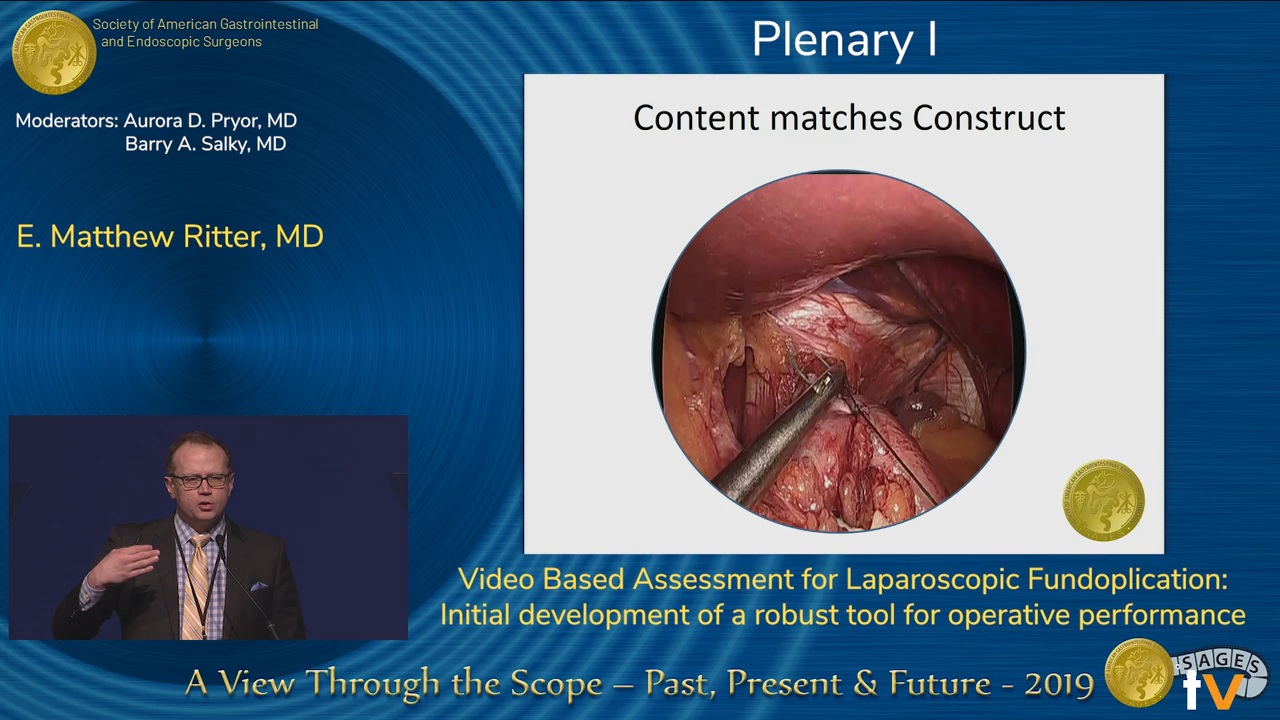 Society of American Gastrointestinal
and Endoscopic Surgeons
Plenary I
Moderators: Aurora D. Pryor, MD
Barry A. Salky, MD
E. Matthew Ritter, MD
Content matches Construct
Video Based Assessment for Laparoscopic Fundoplication:
Initial development of a robust tool for operative performance
A View Through the Scope – Past, Present & Future - 2019
SAGES
tv